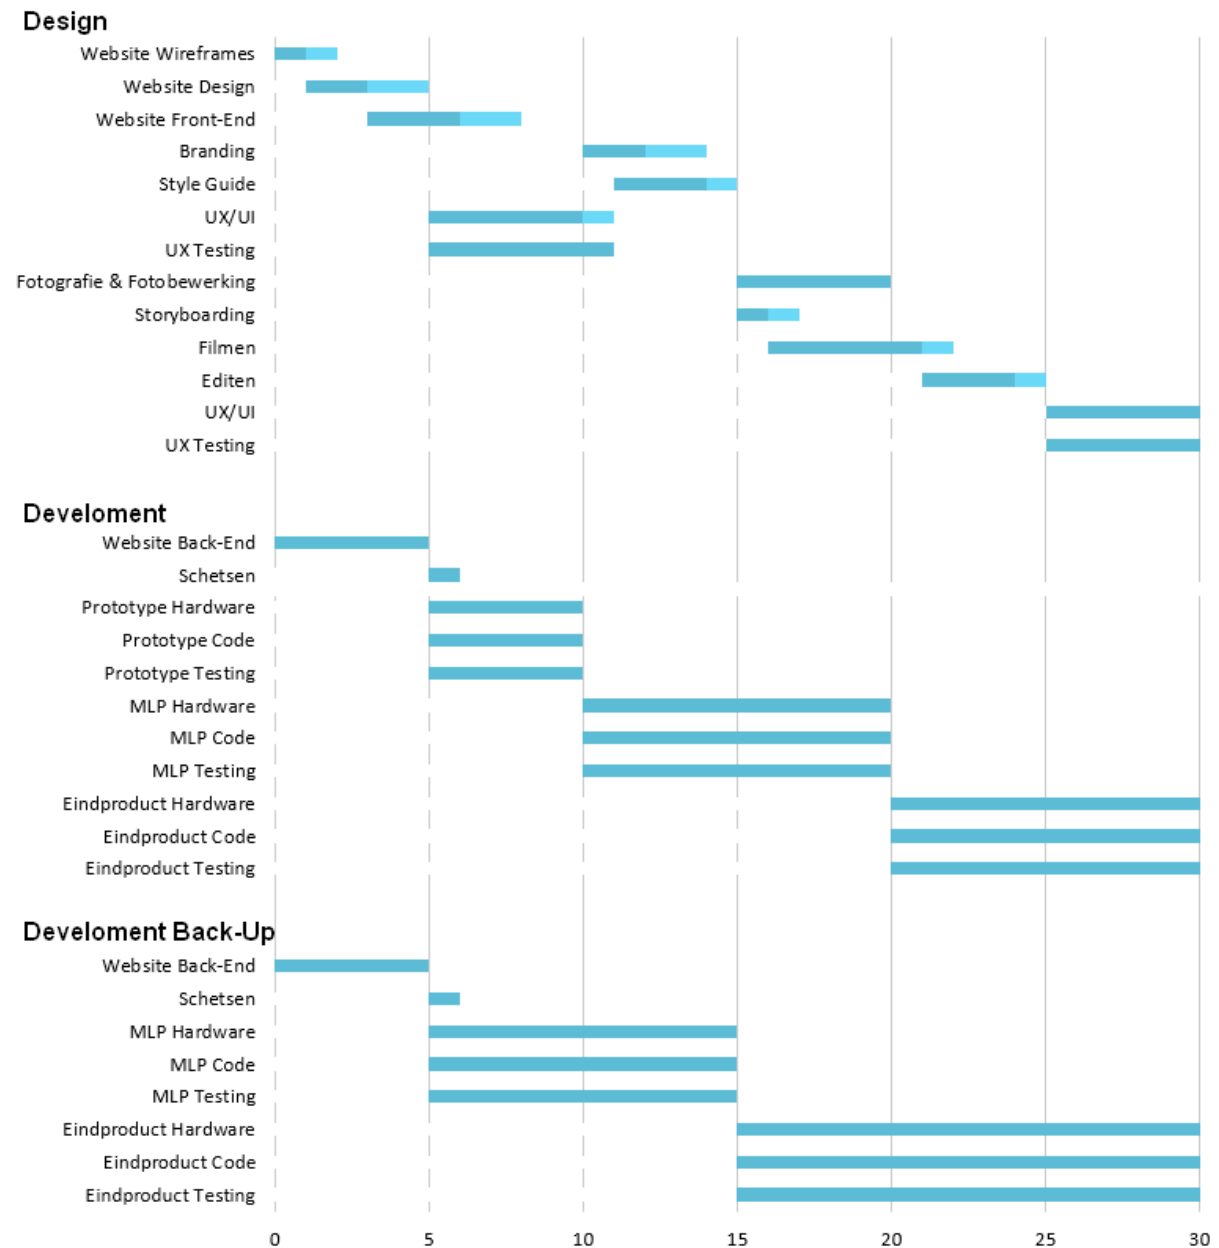 Design
Website Wireframes
Website Design
Website Front-End
Branding
Style Guide
UX/UI
UX Testing
Fotografie & Fotobewerking
Storyboarding
Filmen
Editen
UX/UI
UX Testing
Develoment
Website Back-End
Schetsen
Prototype Hardware
Prototype Code
Prototype Testing
MLP Hardware
MLP Code
MLP Testing
Eindproduct Hardware
Eindproduct Code
Eindproduct Testing
Develoment Back-Up
Website Back-End
Schetsen
MLP Hardware
MLP Code
MLP Testing
Eindproduct Hardware
Eindproduct Code
Eindproduct Testing
0 5 10 15 20 25 30